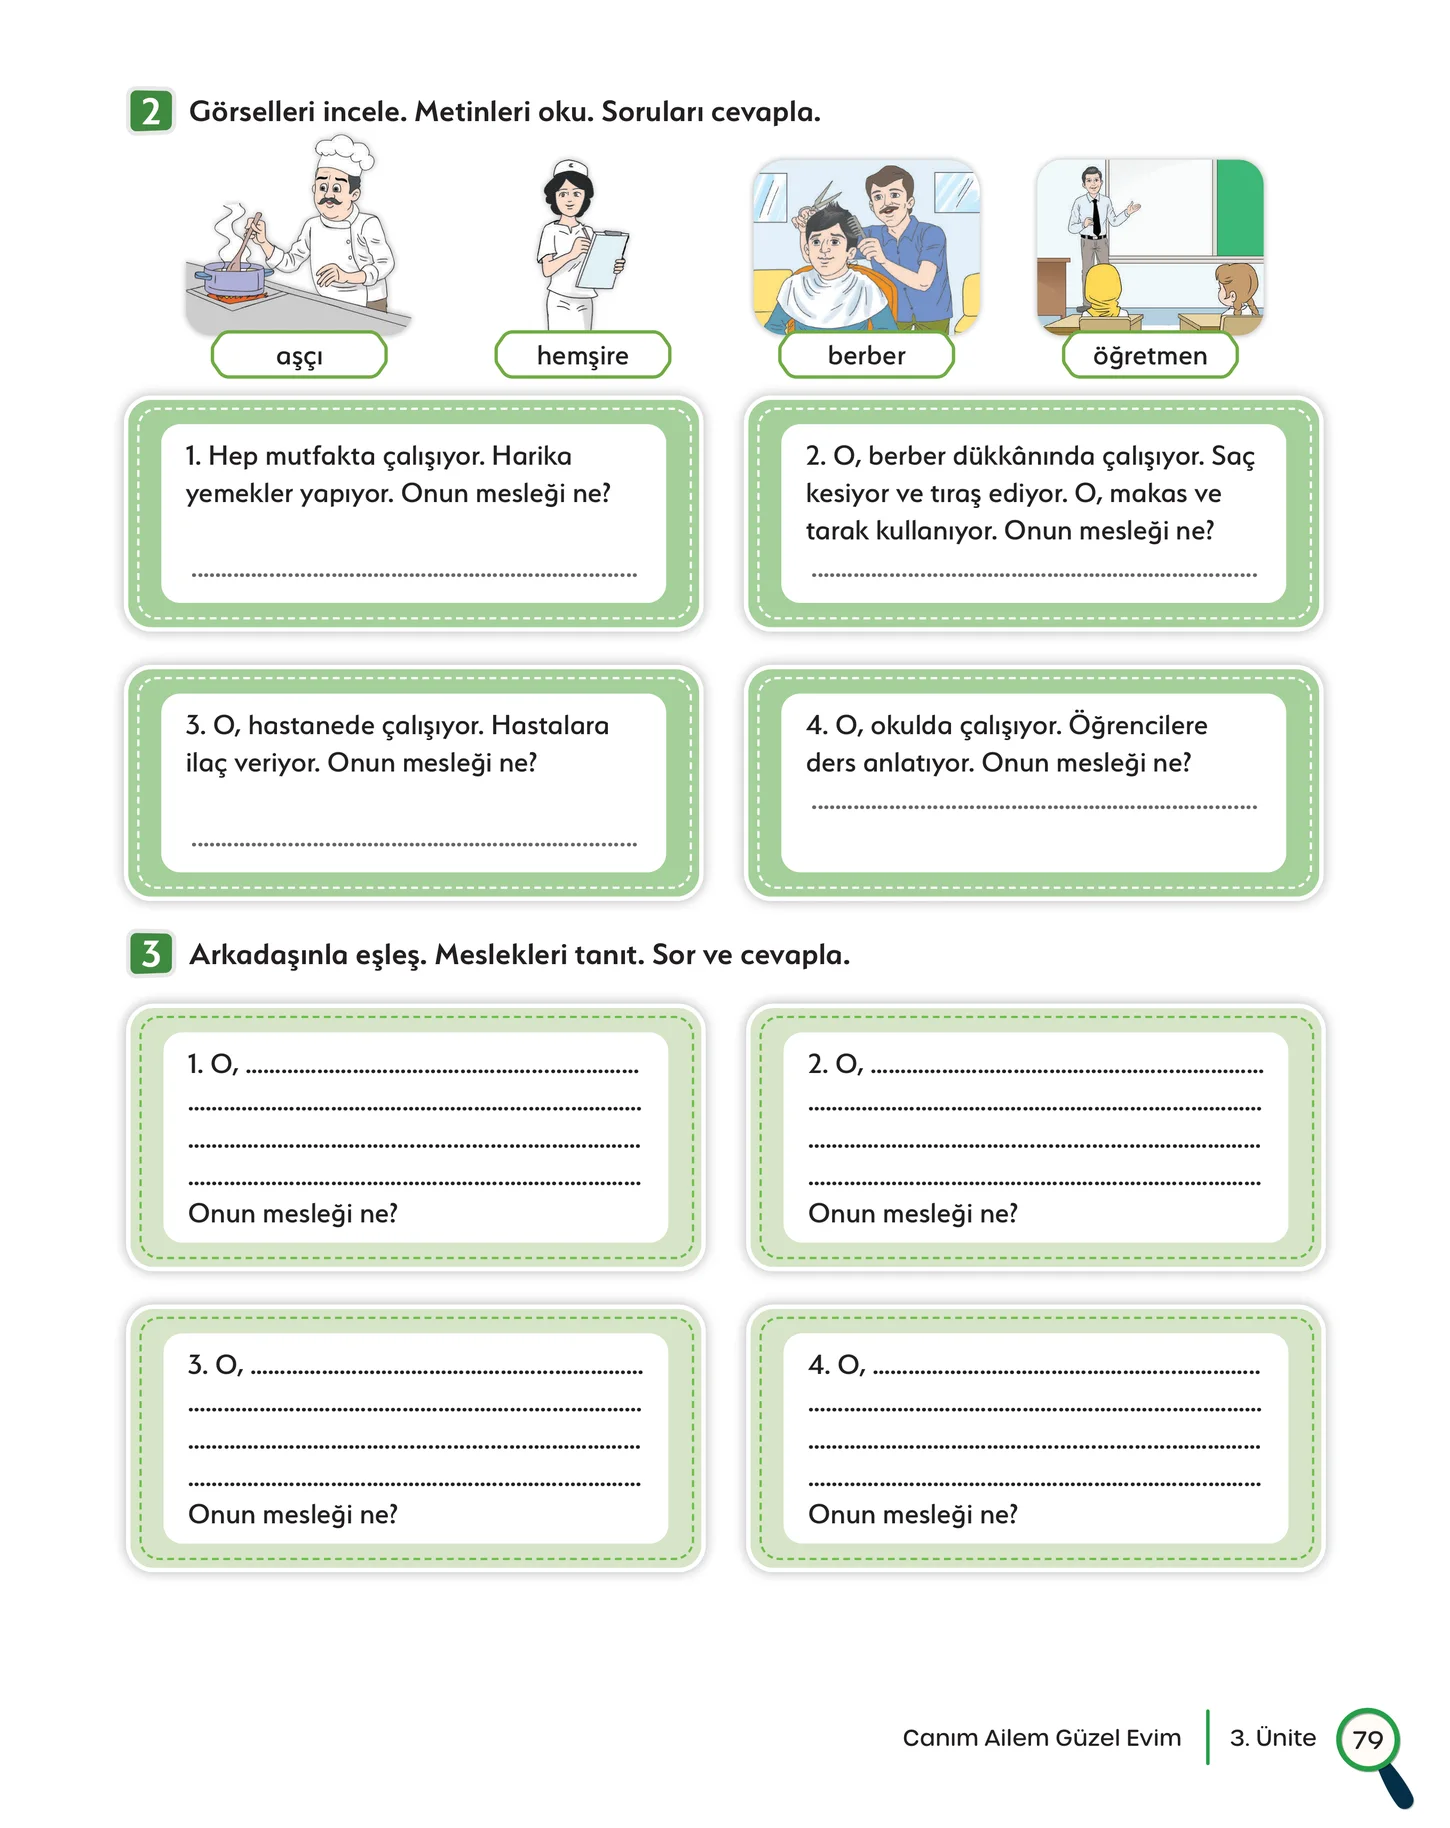 2 Görselleri incele. Metinleri oku. Soruları cevapla.
aşçı
hemşire
berber
öğretmen
1. Hep mutfakta çalışıyor. Harika
yemekler yapıyor. Onun mesleği ne?
2. O, berber dükkânında çalışıyor. Saç
kesiyor ve tıraş ediyor. O, makas ve
tarak kullanıyor. Onun mesleği ne?
3. O, hastanede çalışıyor. Hastalara
ilaç veriyor. Onun mesleği ne?
4. O, okulda çalışıyor. Öğrencilere
ders anlatıyor. Onun mesleği ne?
3 Arkadaşınla eşleş. Meslekleri tanıt. Sor ve cevapla.
1. O,
Onun mesleği ne?
2. O,
Onun mesleği ne?
3. O,
Onun mesleği ne?
4. O,
Onun mesleği ne?
Canım Ailem Güzel Evim
3. Ünite
79